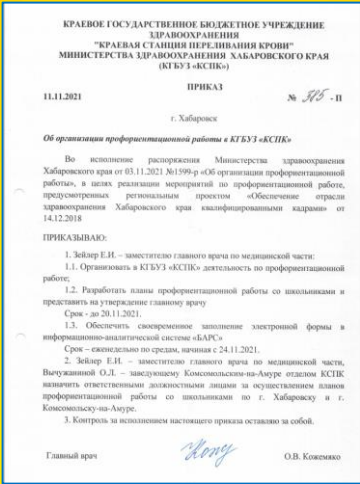 КРАЕВОЕ ГОСУДАРСТВЕННОЕ БЮДЖЕТНОЕ УЧРЕЖДЕНИЕ
ЗДРАВООХРАНЕНИЯ
"КРАЕВАЯ СТАНЦИЯ ПЕРЕЛИВАНИЯ КРОВИ"
МИНИСТЕРСТВА ЗДРАВООХРАНЕНИЯ ХАБАРОВСКОГО КРАЯ
(КГБУЗ «КСПК»)
ПРИКАЗ
11.11.2021 № 385 - П
г. Хабаровск
Об организации профориентационной работы в КГБУЗ «КСПК»
Во исполнение распоряжения Министерства здравоохранения
Хабаровского края от 03.11.2021 №1599-р «Об организации профориентационной
работы», в целях реализации мероприятий по профориентационной работе,
предусмотренных региональным проектом «Обеспечение отрасли
здравоохранения Хабаровского края квалифицированными кадрами» от
14.12.2018
ПРИКАЗЫВАЮ:
1. Зейлер Е.И. – заместителю главного врача по медицинской части:
1.1. Организовать в КГБУЗ «КСПК» деятельность по профориентационной
работе;
1.2. Разработать планы профориентационной работы со школьниками и
представить на утверждение главному врачу
Срок - до 20.11.2021.
1.3. Обеспечить своевременное заполнение электронной формы в
информационно-аналитической системе «БАРС»
Срок – еженедельно по средам, начиная с 24.11.2021.
2. Зейлер Е.И. – заместителю главного врача по медицинской части,
Вычужаниной О.Л. – заведующему Комсомольским-на-Амуре отделом КСПК
назначить ответственными должностными лицами за осуществлением планов
профориентационной работы со школьниками по г. Хабаровску и г.
Комсомольску-на-Амуре.
3. Контроль за исполнением настоящего приказа оставляю за собой.
Главный врач О.В. Кожемяко